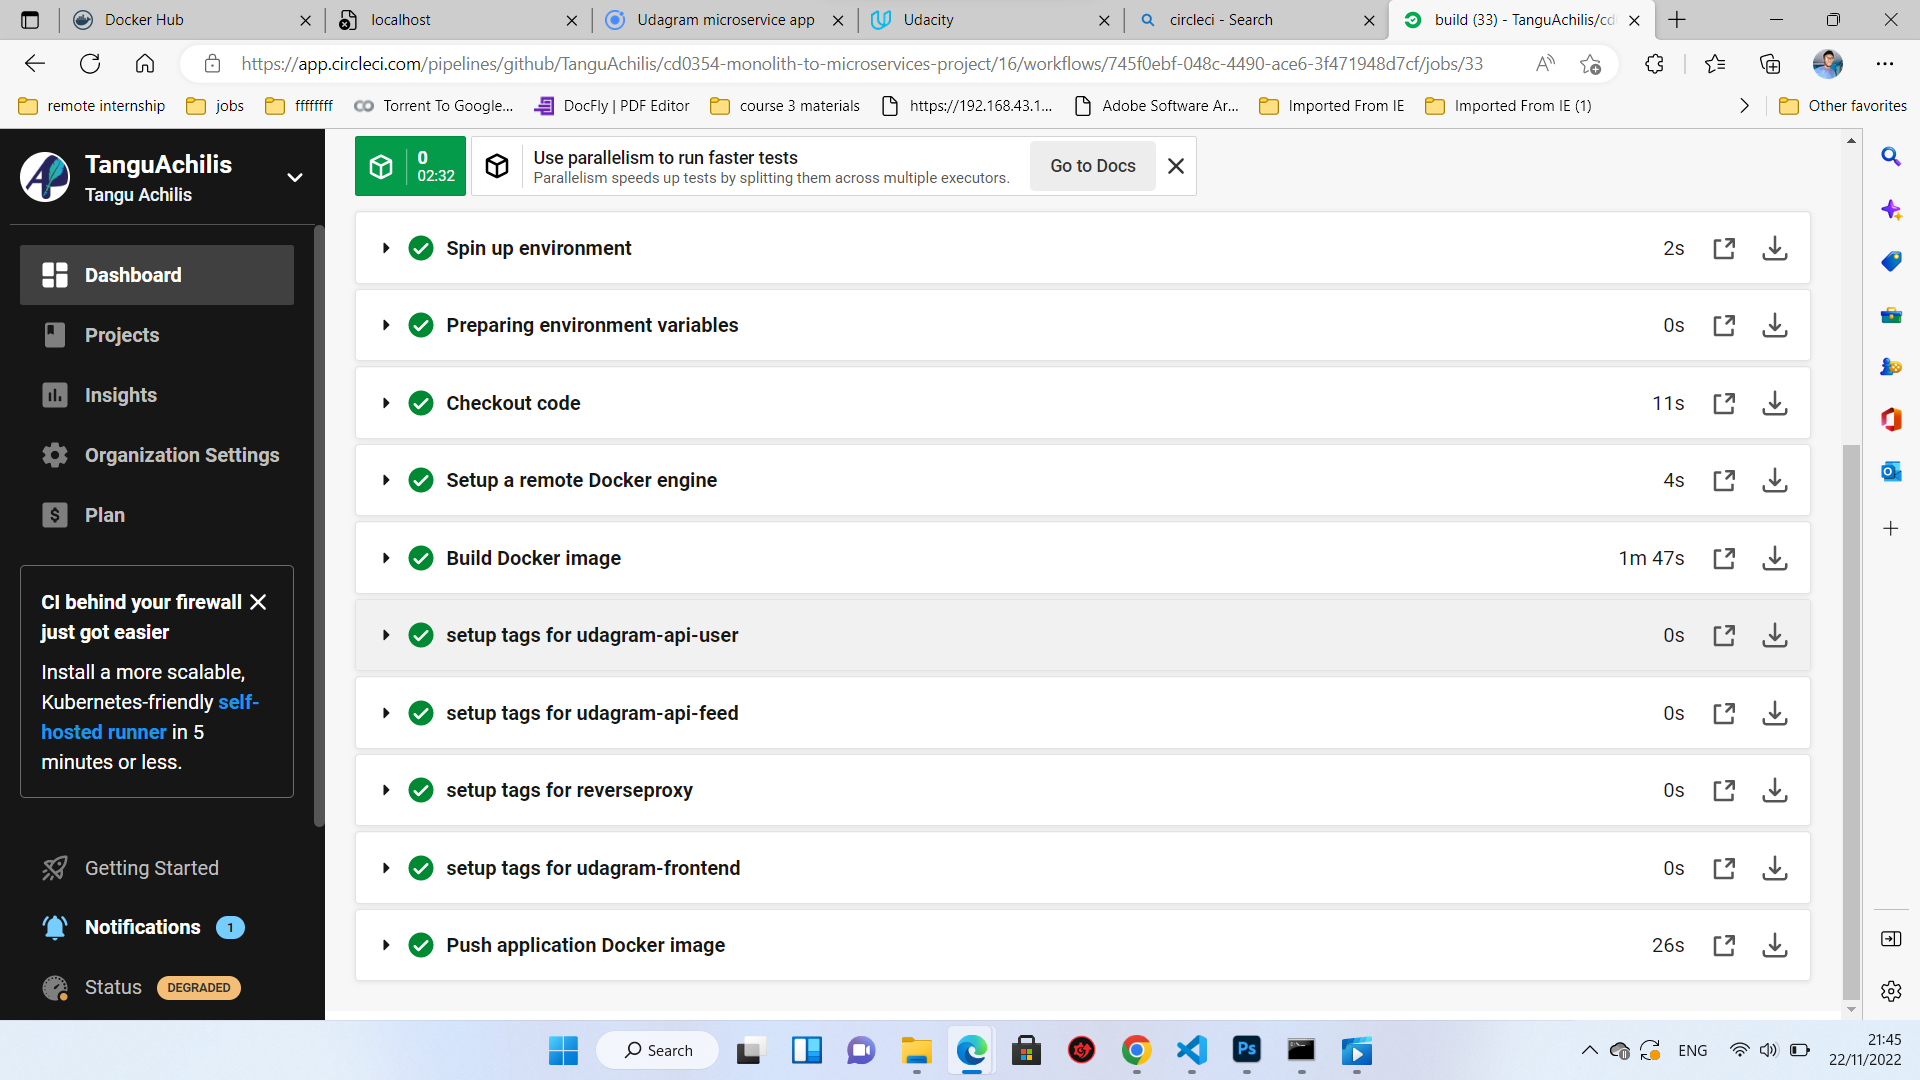 Docker Hub
localhost
Udagram microservice app
Udacity
circleci - Search
build (33) - TanguAchilis/cd
https://app.circleci.com/pipelines/github/TanguAchilis/cd0354-monolith-to-microservices-project/16/workflows/745f0ebf-048c-4490-ace6-3f471948d7cf/jobs/33
remote internship
jobs
ffffffff
Torrent To Google...
DocFly | PDF Editor
course 3 materials
https://192.168.43.1...
Adobe Software Ar...
Imported From IE
Imported From IE (1)
Other favorites
TanguAchilis
Tangu Achilis
Dashboard
Projects
Insights
Organization Settings
Plan
CI behind your firewall
just got easier
Install a more scalable,
Kubernetes-friendly self-
hosted runner in 5
minutes or less.
Getting Started
Notifications 1
Status DEGRADED
0
02:32
Use parallelism to run faster tests
Parallelism speeds up tests by splitting them across multiple executors.
Go to Docs
Spin up environment 2s
Preparing environment variables 0s
Checkout code 11s
Setup a remote Docker engine 4s
Build Docker image 1m 47s
setup tags for udagram-api-user 0s
setup tags for udagram-api-feed 0s
setup tags for reverseproxy 0s
setup tags for udagram-frontend 0s
Push application Docker image 26s
Search
Ps
ENG
21:45
22/11/2022